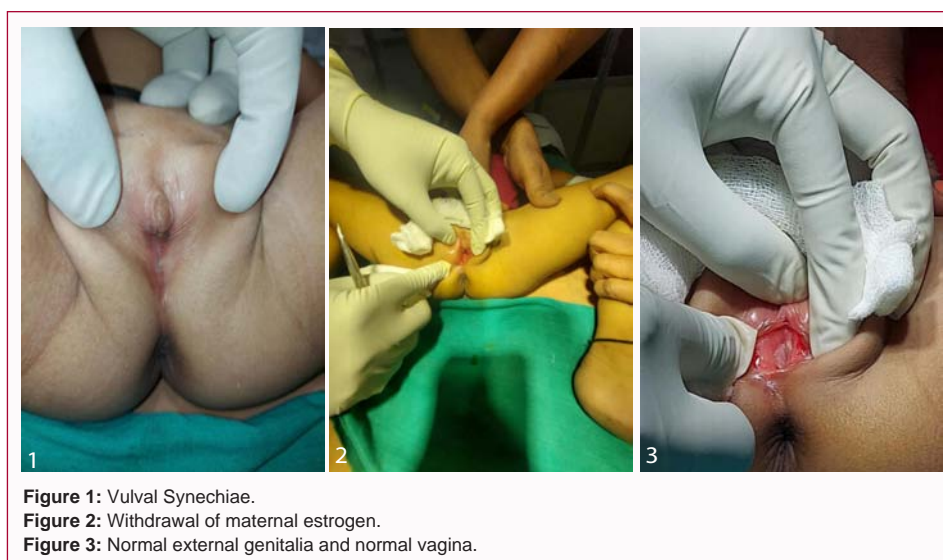 1
2
3
Figure 1: Vulval Synechiae.
Figure 2: Withdrawal of maternal estrogen.
Figure 3: Normal external genitalia and normal vagina.